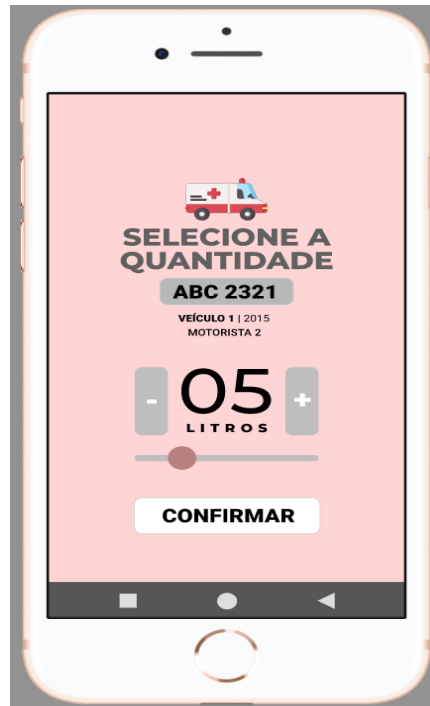 SELECIONE A
QUANTIDADE
ABC 2321
VEÍCULO 1 | 2015
MOTORISTA 2
- 05 +
LITROS
CONFIRMAR